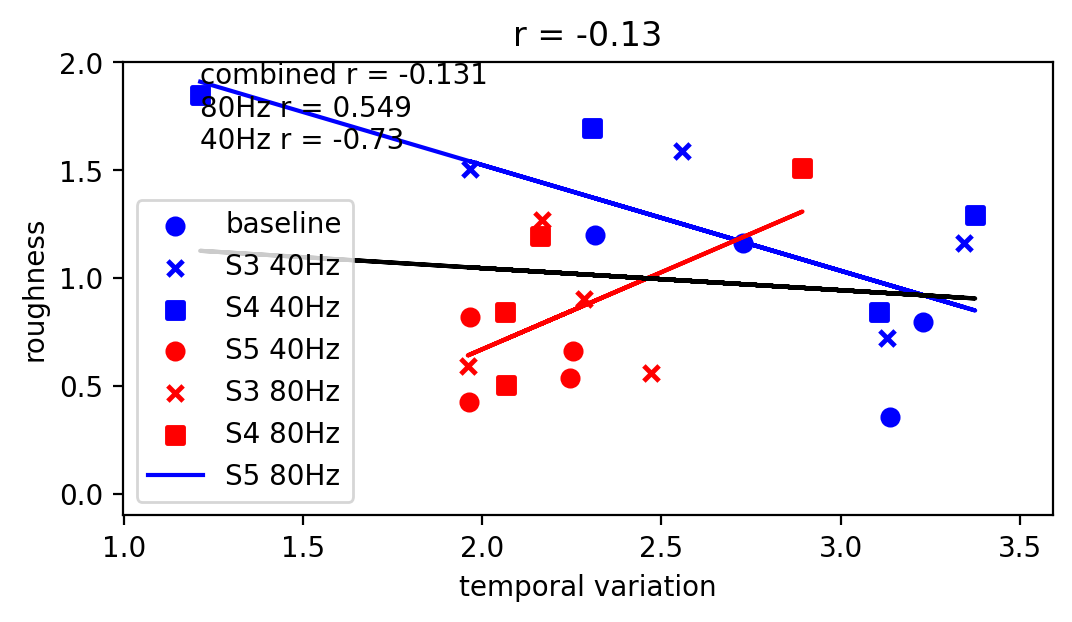 r = -0.13
combined r = -0.131
80Hz r = 0.549
40Hz r = -0.73
baseline
S3 40Hz
S4 40Hz
S5 40Hz
S3 80Hz
S4 80Hz
S5 80Hz
2.0
1.5
1.0
0.5
0.0
roughness
1.0 1.5 2.0 2.5 3.0 3.5
temporal variation